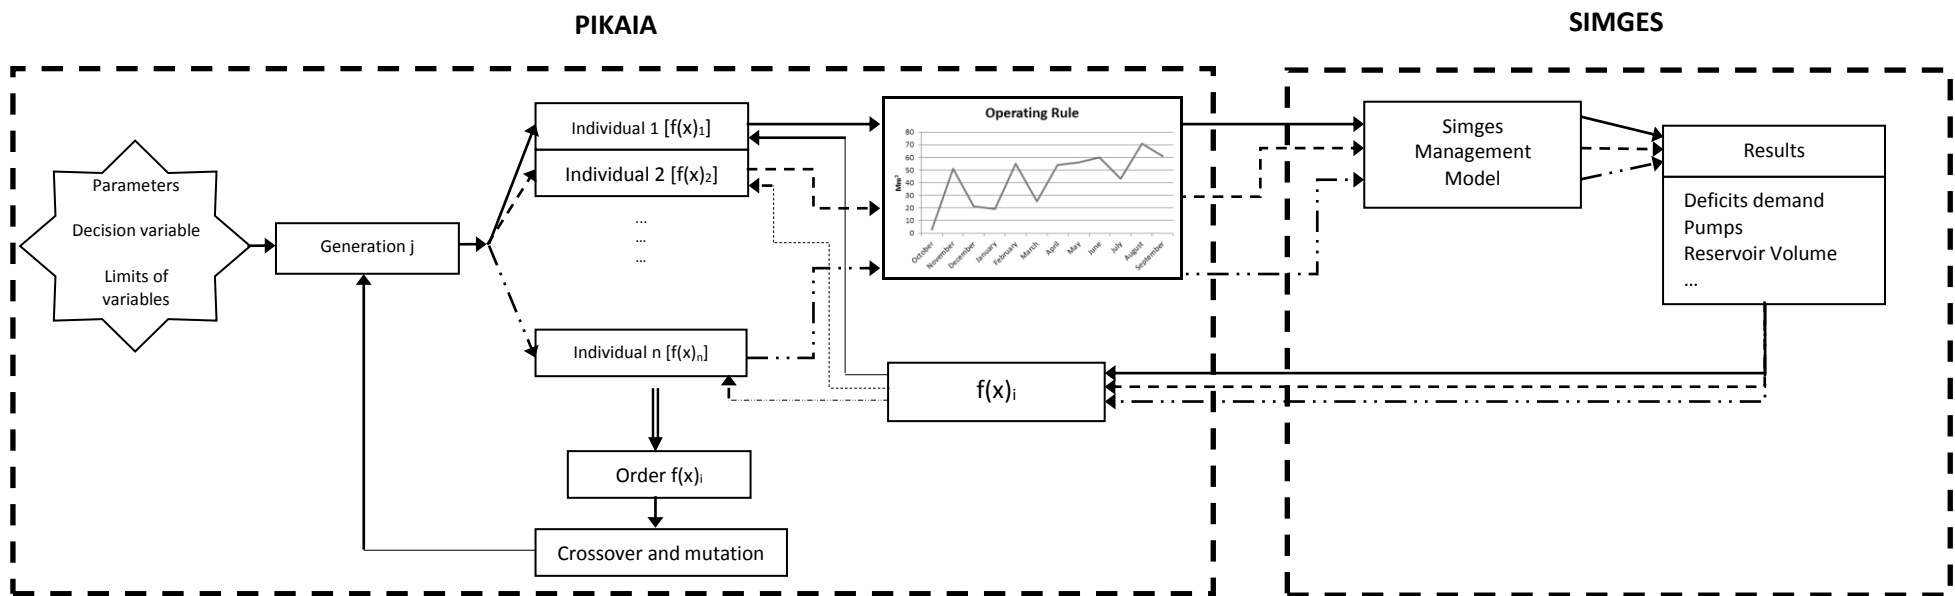 PIKAIA
SIMGES
Parameters
Decision variable
Limits of
variables
Generation j
Individual 1 [f(x)₁]
Individual 2 [f(x)₂]
...
...
...
Individual n [f(x)ₙ]
Operating Rule
Mm³
80
70
60
50
40
30
20
10
0
October
November
December
January
February
March
April
May
June
July
August
September
Simges
Management
Model
Results
Deficits demand
Pumps
Reservoir Volume
...
f(x)ᵢ
Order f(x)ᵢ
Crossover and mutation